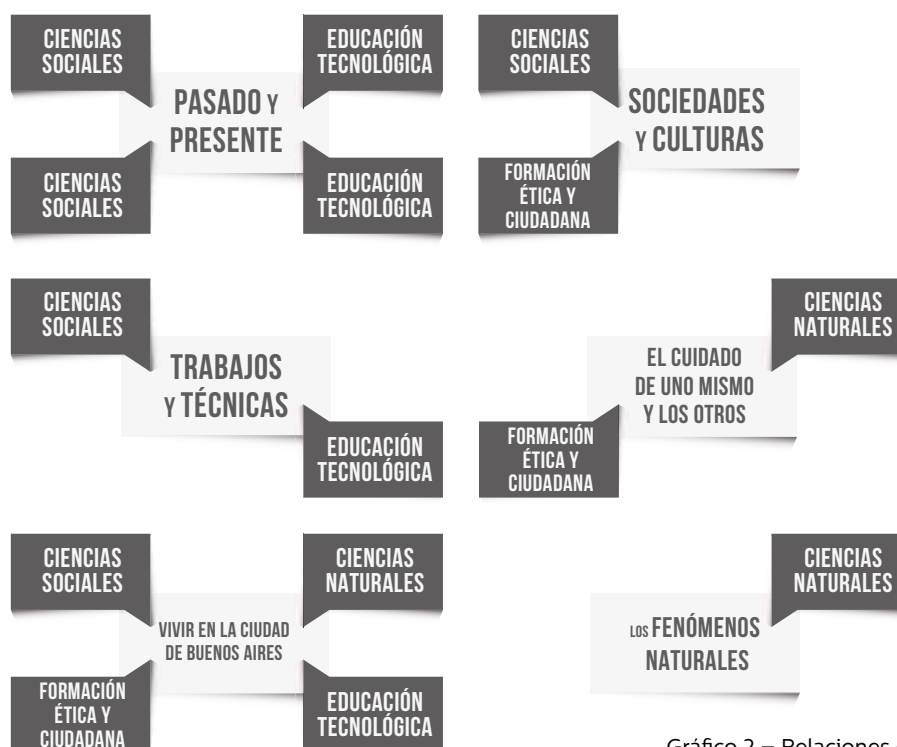 CIENCIAS
SOCIALES
EDUCACIÓN
TECNOLÓGICA
PASADO Y
PRESENTE
CIENCIAS
SOCIALES
EDUCACIÓN
TECNOLÓGICA
CIENCIAS
SOCIALES
SOCIEDADES
Y CULTURAS
FORMACIÓN
ÉTICA Y
CIUDADANA
CIENCIAS
SOCIALES
TRABAJOS
Y TÉCNICAS
EDUCACIÓN
TECNOLÓGICA
CIENCIAS
NATURALES
EL CUIDADO
DE UNO MISMO
Y LOS OTROS
FORMACIÓN
ÉTICA Y
CIUDADANA
CIENCIAS
SOCIALES
CIENCIAS
NATURALES
VIVIR EN LA CIUDAD
DE BUENOS AIRES
FORMACIÓN
ÉTICA Y
CIUDADANA
EDUCACIÓN
TECNOLÓGICA
CIENCIAS
NATURALES
LOS FENÓMENOS
NATURALES
Gráfico 2 – Relaciones